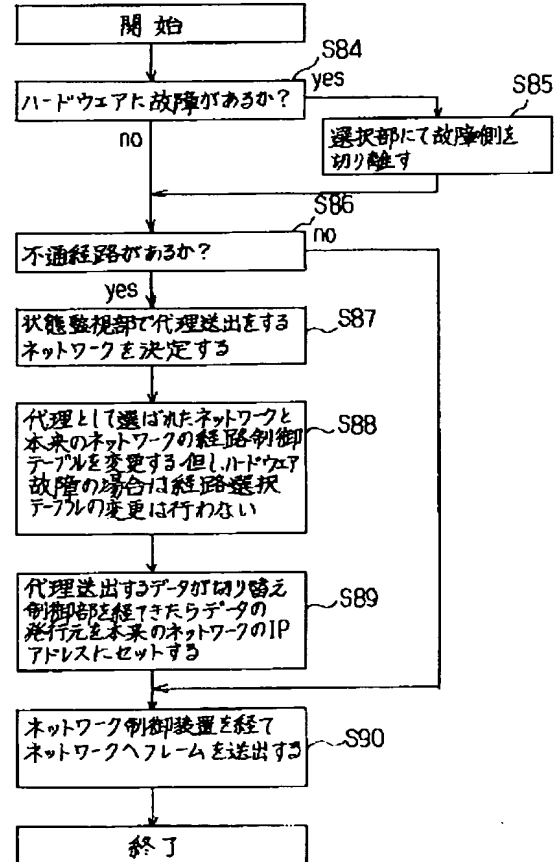 開始
S84
ハードウェアに故障があるか?
yes
S85
no
選択部にて故障側を
切り離す
S86
不通経路があるか?
no
yes
状態監視部で代理送出をする
ネットワークを決定する
S87
代理として選ばれたネットワークと
本来のネットワークの経路制御
テーブルを変更する.但し,ハードウェア
故障の場合は経路選択
テーブルの変更は行わない
S88
代理送出するデータが切り替え
制御部を経てきたらデータの
発行元を本来のネットワークのIP
アドレスにセットする
S89
ネットワーク制御装置を経て
ネットワークへフレームを送出する
S90
終了